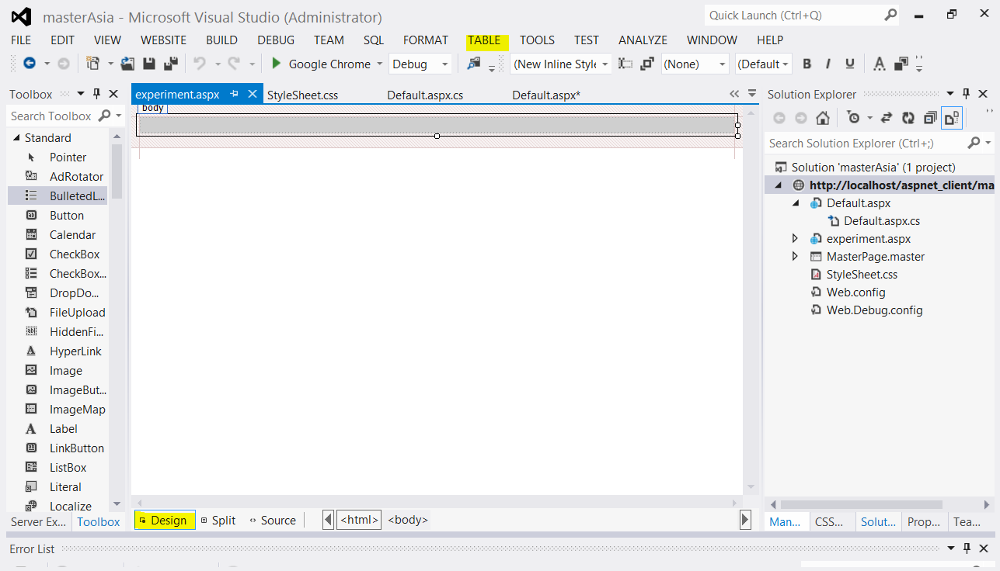 masterAsia - Microsoft Visual Studio (Administrator)
Quick Launch (Ctrl+Q)
FILE EDIT VIEW WEBSITE BUILD DEBUG TEAM SQL FORMAT TABLE TOOLS TEST ANALYZE WINDOW HELP
Google Chrome Debug (New Inline Style (None) (Default B I U A
Toolbox
Search Toolbox
Standard
Pointer
AdRotator
BulletedL...
Button
Calendar
CheckBox
CheckBox...
DropDo...
FileUpload
HiddenFi...
HyperLink
Image
ImageBut...
ImageMap
Label
LinkButton
ListBox
Literal
Localize
Server Ex... Toolbox
experiment.aspx StyleSheet.css Default.aspx.cs Default.aspx*
body
Design Split Source <html> <body>
Solution Explorer
Search Solution Explorer (Ctrl+;)
Solution 'masterAsia' (1 project)
http://localhost/aspnet_client/ma
Default.aspx
Default.aspx.cs
experiment.aspx
MasterPage.master
StyleSheet.css
Web.config
Web.Debug.config
Man... CSS... Solut... Prop... Tea...
Error List